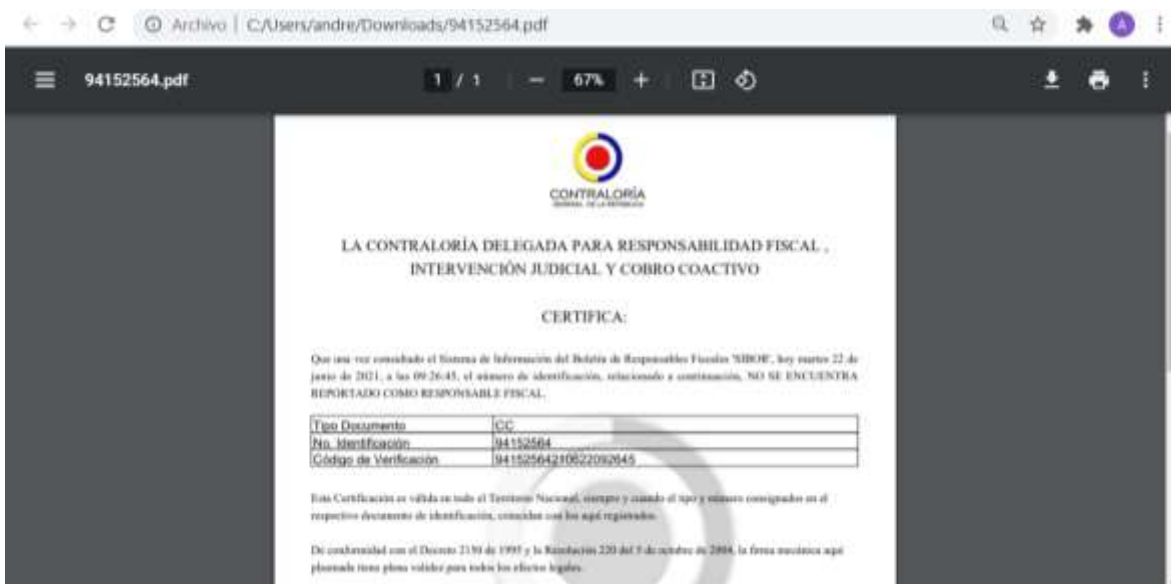 Archivo | C:/Users/andre/Downloads/94152564.pdf
A
94152564.pdf
1 / 1
67%
CONTRALORÍA
GENERAL DE LA REPÚBLICA
LA CONTRALORÍA DELEGADA PARA RESPONSABILIDAD FISCAL ,
INTERVENCIÓN JUDICIAL Y COBRO COACTIVO
CERTIFICA:
Que una vez consultado el Sistema de Información del Boletín de Responsables Fiscales 'SIBOR', hoy martes 22 de
junio de 2021, a las 09:26:45, el número de identificación, relacionado a continuación, NO SE ENCUENTRA
REPORTADO COMO RESPONSABLE FISCAL.
Tipo Documento CC
No. Identificación 94152564
Código de Verificación 94152564210622092645
Esta Certificación es válida en todo el Territorio Nacional, siempre y cuando el tipo y número consignados en el
respectivo documento de identificación, coincidan con los aquí registrados.
De conformidad con el Decreto 2150 de 1995 y la Resolución 220 del 5 de octubre de 2004, la firma mecánica aquí
plasmada tiene plena validez para todos los efectos legales.